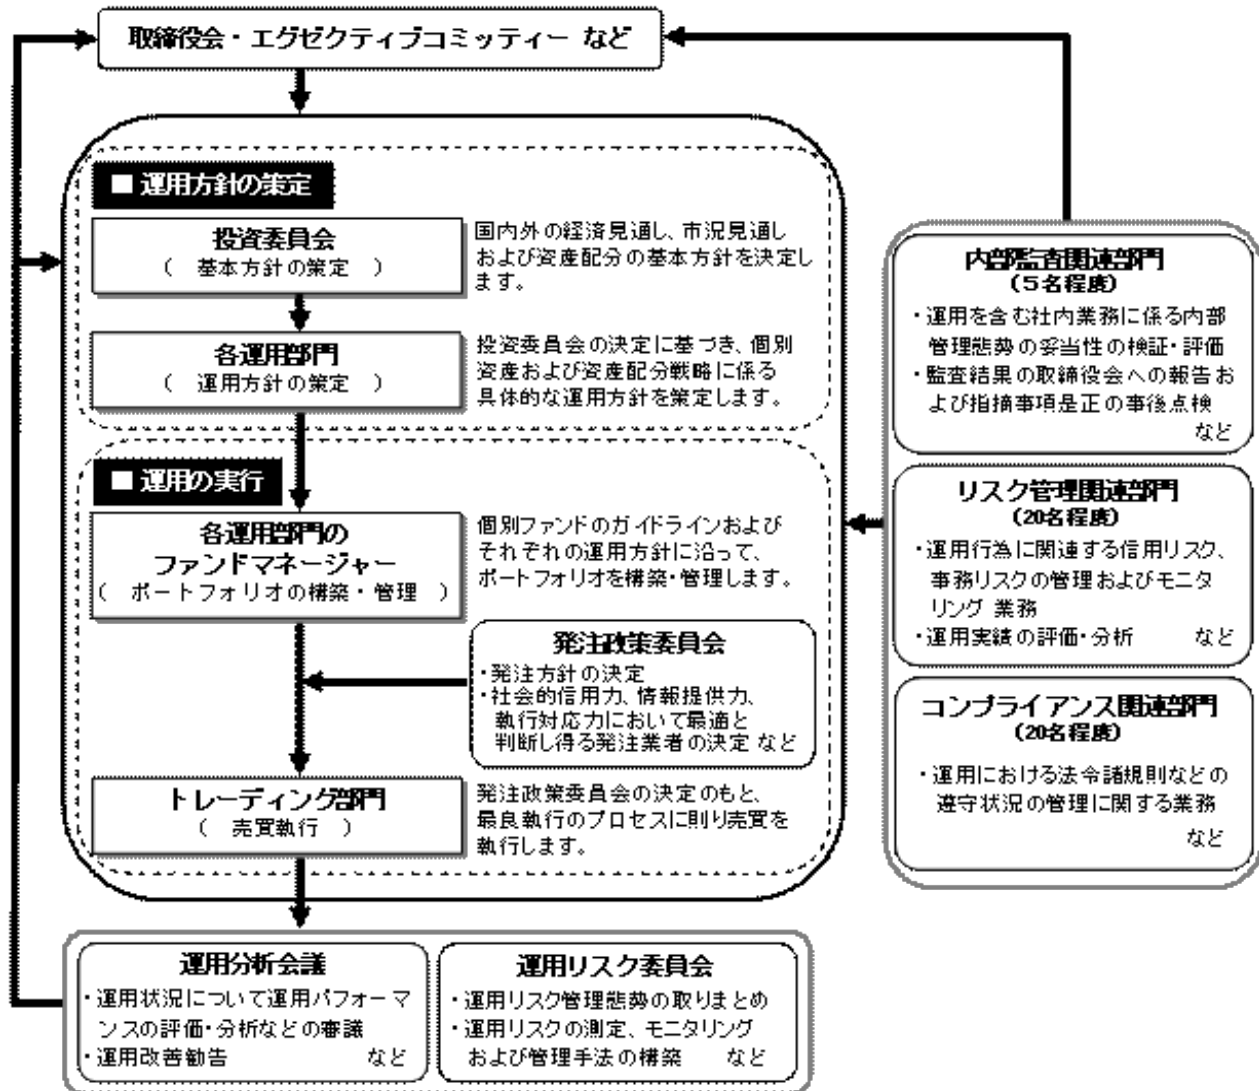 取締役会・エグゼクティブコミッティー など
■ 運用方針の策定
投資委員会
( 基本方針の策定 )
国内外の経済見通し、市況見通し
および資産配分の基本方針を決定し
ます。
各運用部門
( 運用方針の策定 )
投資委員会の決定に基づき、個別
資産および資産配分戦略に係る
具体的な運用方針を策定します。
■ 運用の実行
各運用部門の
ファンドマネージャー
( ポートフォリオの構築・管理 )
個別ファンドのガイドラインおよび
それぞれの運用方針に沿って、
ポートフォリオを構築・管理します。
発注政策委員会
・発注方針の決定
・社会的信用力、情報提供力、
執行対応力において最適と
判断し得る発注業者の決定 など
トレーディング部門
( 売買執行 )
発注政策委員会の決定のもと、
最良執行のプロセスに則り売買を
執行します。
内部監査関連部門
(5名程度)
・運用を含む社内業務に係る内部
管理態勢の妥当性の検証・評価
・監査結果の取締役会への報告お
よび指摘事項是正の事後点検
など
リスク管理関連部門
(20名程度)
・運用行為に関連する信用リスク、
事務リスクの管理およびモニタ
リング 業務
・運用実績の評価・分析 など
コンプライアンス関連部門
(20名程度)
・運用における法令諸規則などの
遵守状況の管理に関する業務
など
運用分析会議
・運用状況について運用パフォーマ
ンスの評価・分析などの審議
・運用改善勧告 など
運用リスク委員会
・運用リスク管理態勢の取りまとめ
・運用リスクの測定、モニタリング
および管理手法の構築 など